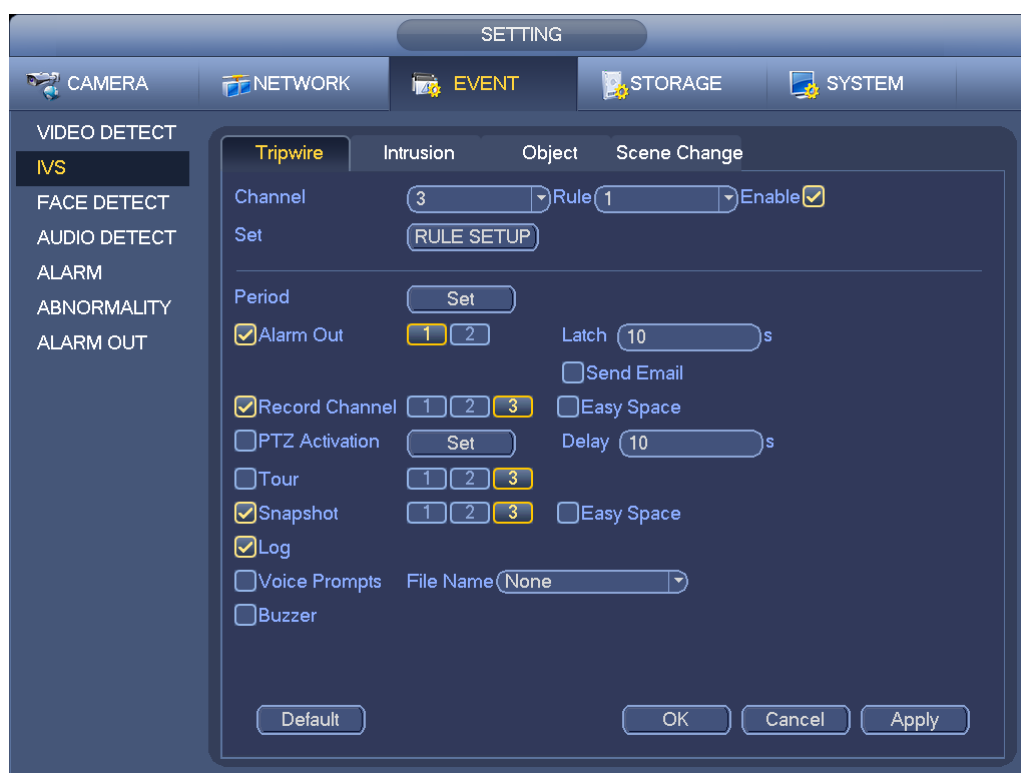 SETTING
CAMERA NETWORK EVENT STORAGE SYSTEM
VIDEO DETECT
IVS
FACE DETECT
AUDIO DETECT
ALARM
ABNORMALITY
ALARM OUT
Tripwire Intrusion Object Scene Change
Channel 3 Rule 1 Enable
Set RULE SETUP
Period Set
Alarm Out 1 2 Latch 10 s
Send Email
Record Channel 1 2 3 Easy Space
PTZ Activation Set Delay 10 s
Tour 1 2 3
Snapshot 1 2 3 Easy Space
Log
Voice Prompts File Name None
Buzzer
Default OK Cancel Apply